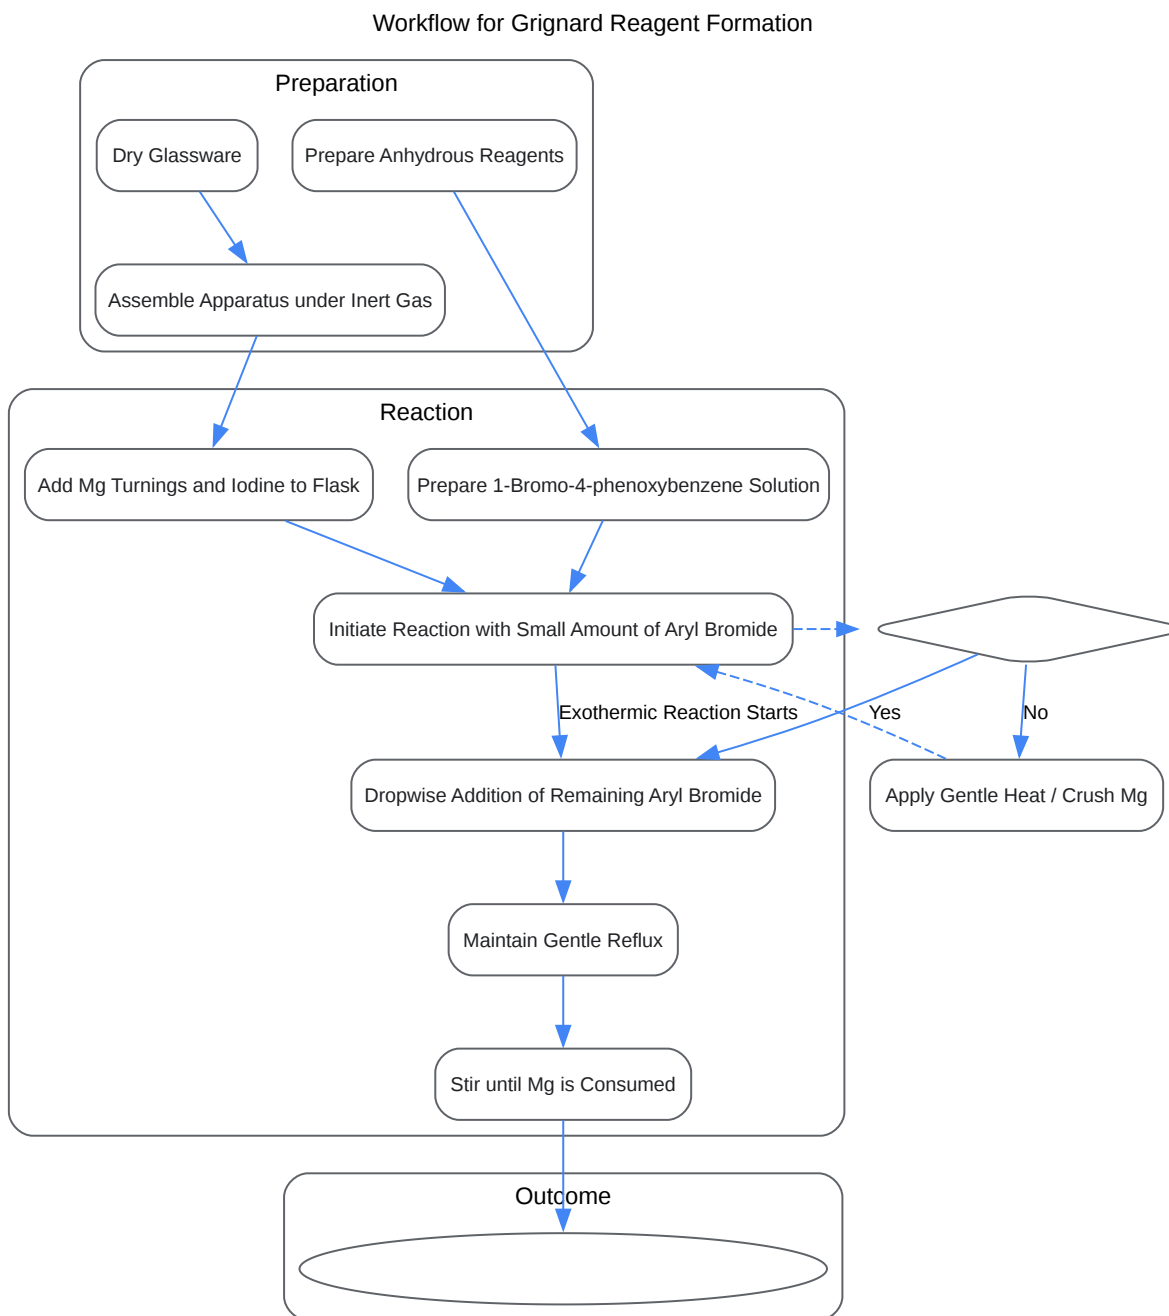 Workflow for Grignard Reagent Formation
Preparation
Dry Glassware
Prepare Anhydrous Reagents
Assemble Apparatus under Inert Gas
Reaction
Add Mg Turnings and Iodine to Flask
Prepare 1-Bromo-4-phenoxybenzene Solution
Initiate Reaction with Small Amount of Aryl Bromide
Exothermic Reaction Starts
Yes
No
Dropwise Addition of Remaining Aryl Bromide
Apply Gentle Heat / Crush Mg
Maintain Gentle Reflux
Stir until Mg is Consumed
Outcome